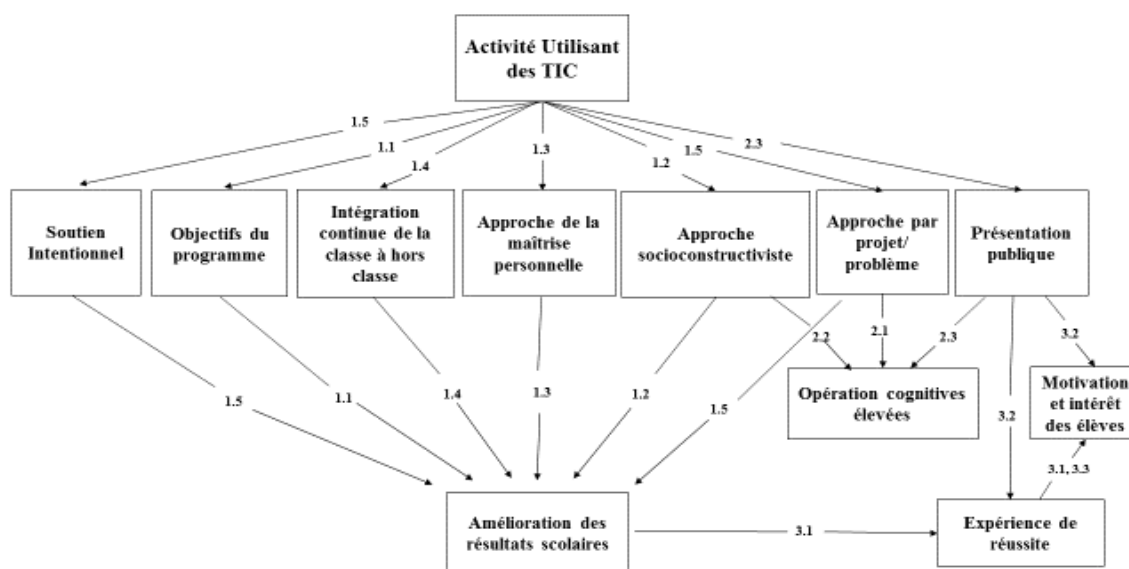 Activité Utilisant
des TIC
1.5
1.1
1.4
1.3
1.2
1.5
2.3
Soutien
Intentionnel
Objectifs du
programme
Intégration
continue de la
classe à hors
classe
Approche de la
maîtrise
personnelle
Approche
socioconstructiviste
Approche par
projet/
problème
Présentation
publique
2.2
2.1
2.3
3.2
3.2
1.5
1.1
1.4
1.3
1.2
1.5
Opération cognitives
élevées
Motivation
et intérêt
des élèves
3.1, 3.3
Amélioration des
résultats scolaires
3.1
Expérience de
réussite